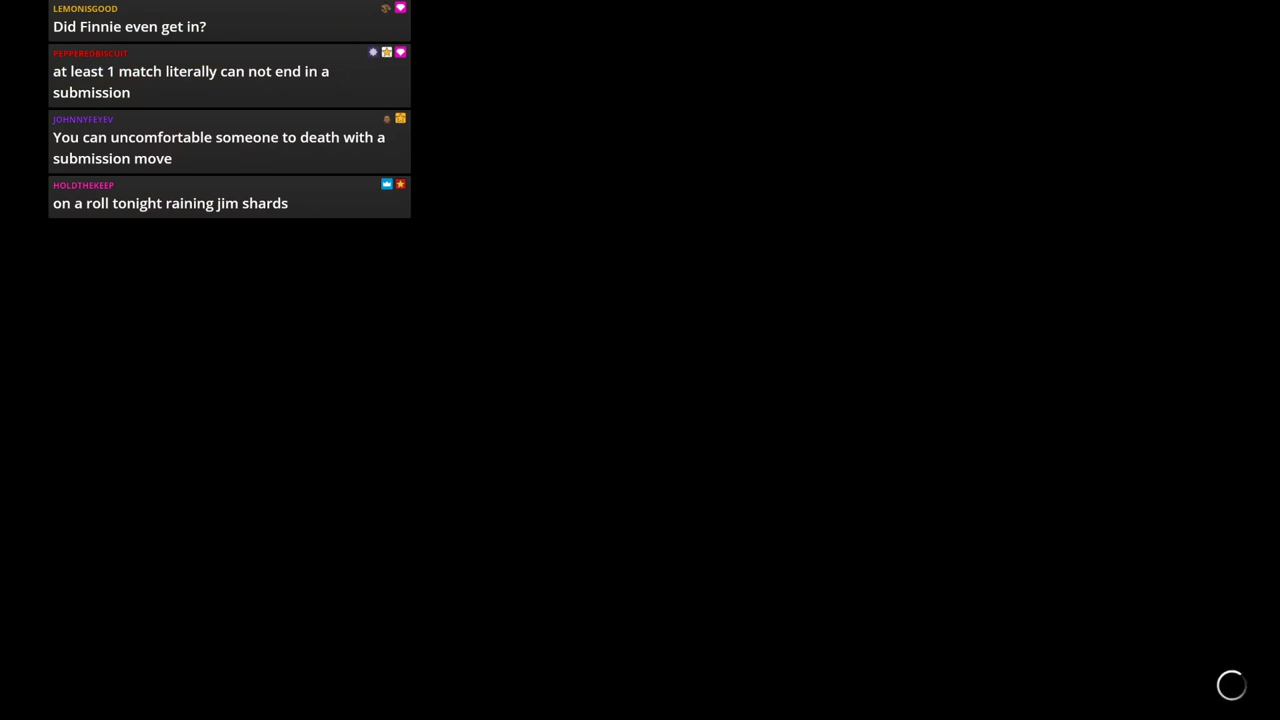 LEMONISGOOD
Did Finnie even get in?
PEPPEREDBISCUIT
at least 1 match literally can not end in a
submission
JOHNNYFEYEV
You can uncomfortable someone to death with a
submission move
HOLDTHEKEEP
on a roll tonight raining jim shards